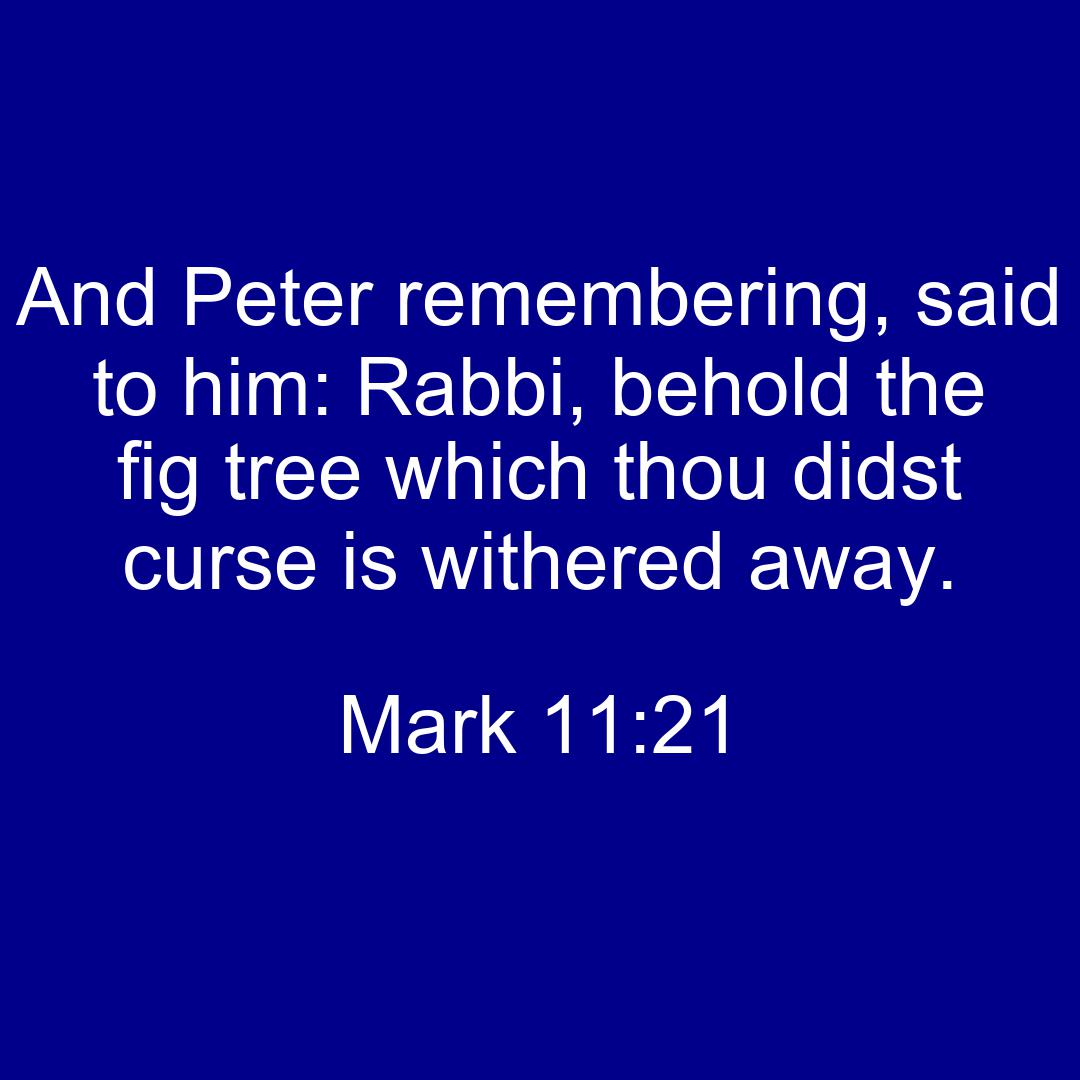 And Peter remembering, said
to him: Rabbi, behold the
fig tree which thou didst
curse is withered away.
Mark 11:21